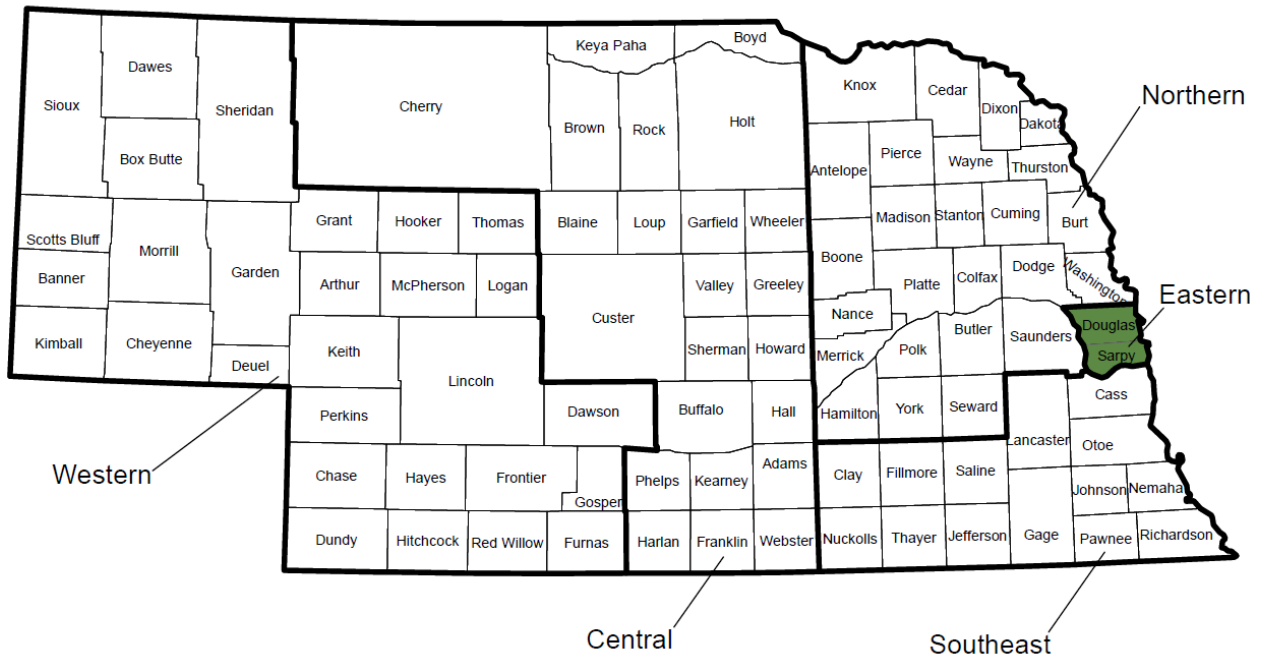 Boyd
Keya Paha
Dawes
Knox
Cedar
Northern
Sioux
Sheridan
Cherry
Dixon
Holt
Brown
Rock
Dakota
Box Butte
Pierce
Wayne
Antelope
Thurston
Grant
Hooker
Thomas
Blaine
Loup
Garfield
Wheeler
Madison
Stanton
Cuming
Burt
Scotts Bluff
Morrill
Garden
Boone
Dodge
Washington
Banner
Arthur
McPherson
Logan
Valley
Greeley
Platte
Colfax
Eastern
Custer
Nance
Douglas
Kimball
Cheyenne
Keith
Sherman
Howard
Merrick
Polk
Butler
Saunders
Sarpy
Deuel
Lincoln
Cass
Perkins
Dawson
Buffalo
Hall
Hamilton
York
Seward
Lancaster
Otoe
Western
Chase
Hayes
Frontier
Gosper
Phelps
Kearney
Adams
Clay
Fillmore
Saline
Johnson
Nemaha
Dundy
Hitchcock
Red Willow
Furnas
Harlan
Franklin
Webster
Nuckolls
Thayer
Jefferson
Gage
Pawnee
Richardson
Central
Southeast